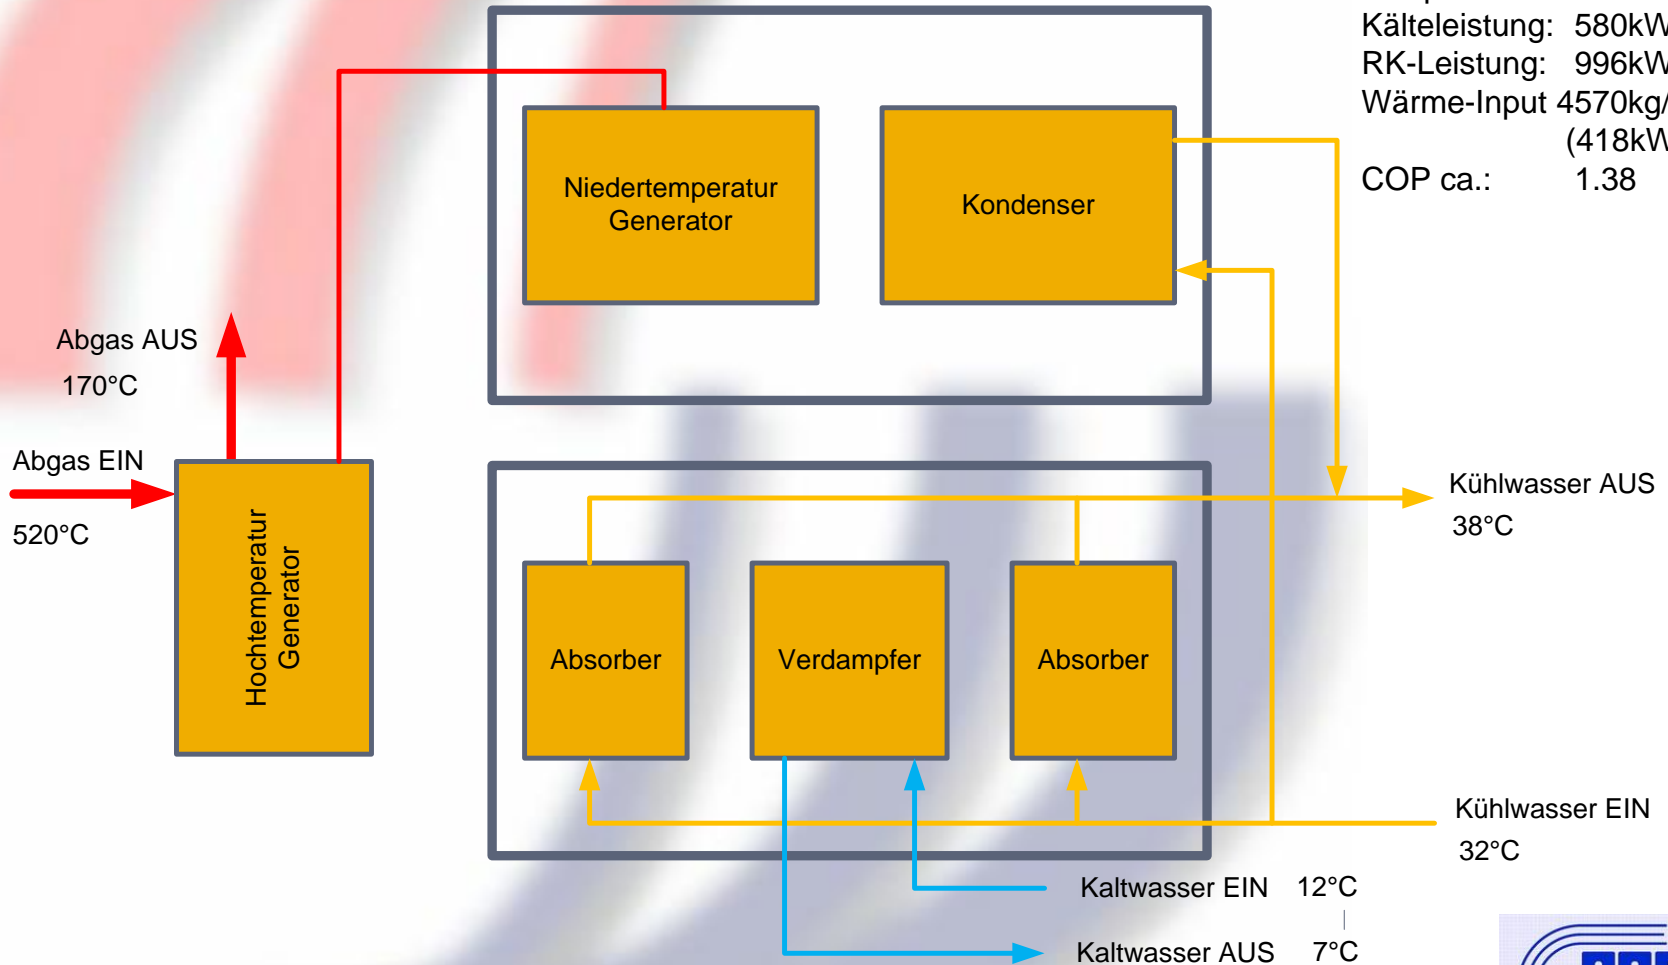 Kälteleistung: 580kW
RK-Leistung: 996kW
Wärme-Input 4570kg/
(418kW
COP ca.: 1.38
Niedertemperatur
Generator
Kondenser
Abgas AUS
170°C
Abgas EIN
520°C
Hochtemperatur
Generator
Kühlwasser AUS
38°C
Absorber
Verdampfer
Absorber
Kühlwasser EIN
32°C
Kaltwasser EIN 12°C
Kaltwasser AUS 7°C